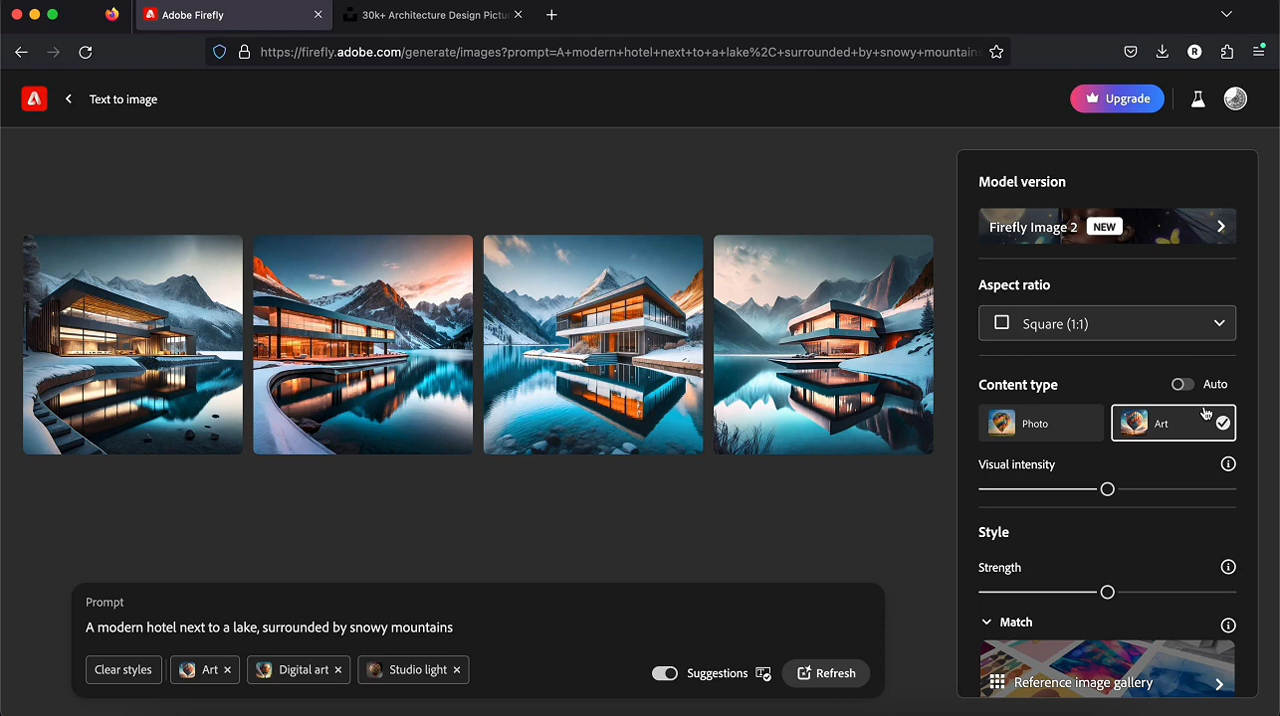 Adobe Firefly
30k+ Architecture Design Pictu
https://firefly.adobe.com/generate/images?prompt=A+modern+hotel+next+to+a+lake%2C+surrounded+by+snowy+mountain
R
Text to image
Upgrade
Model version
Firefly Image 2 NEW
Aspect ratio
Square (1:1)
Content type Auto
Photo Art
Visual intensity
Style
Strength
Match
Reference image gallery
Prompt
A modern hotel next to a lake, surrounded by snowy mountains
Clear styles Art Digital art Studio light Suggestions Refresh